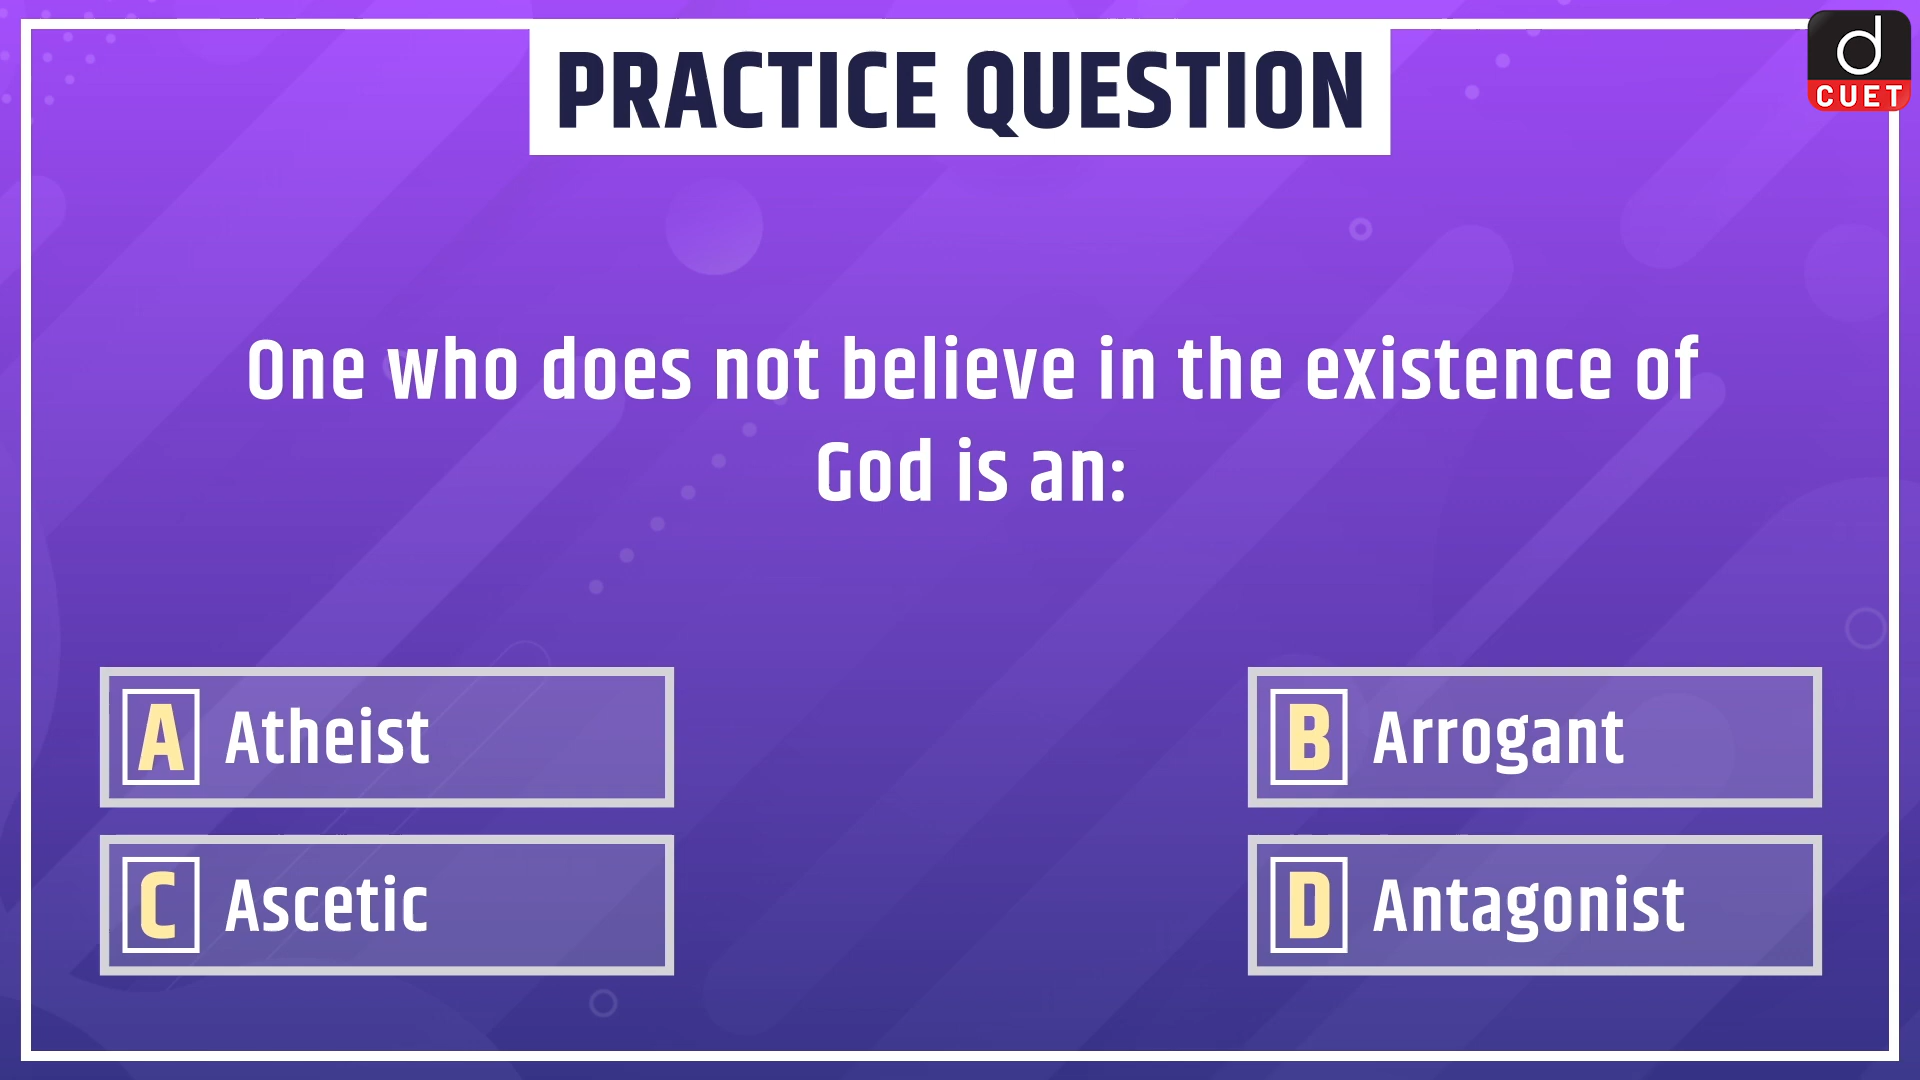 PRACTICE QUESTION
d
CUET
One who does not believe in the existence of
God is an:
A Atheist
B Arrogant
C Ascetic
D Antagonist